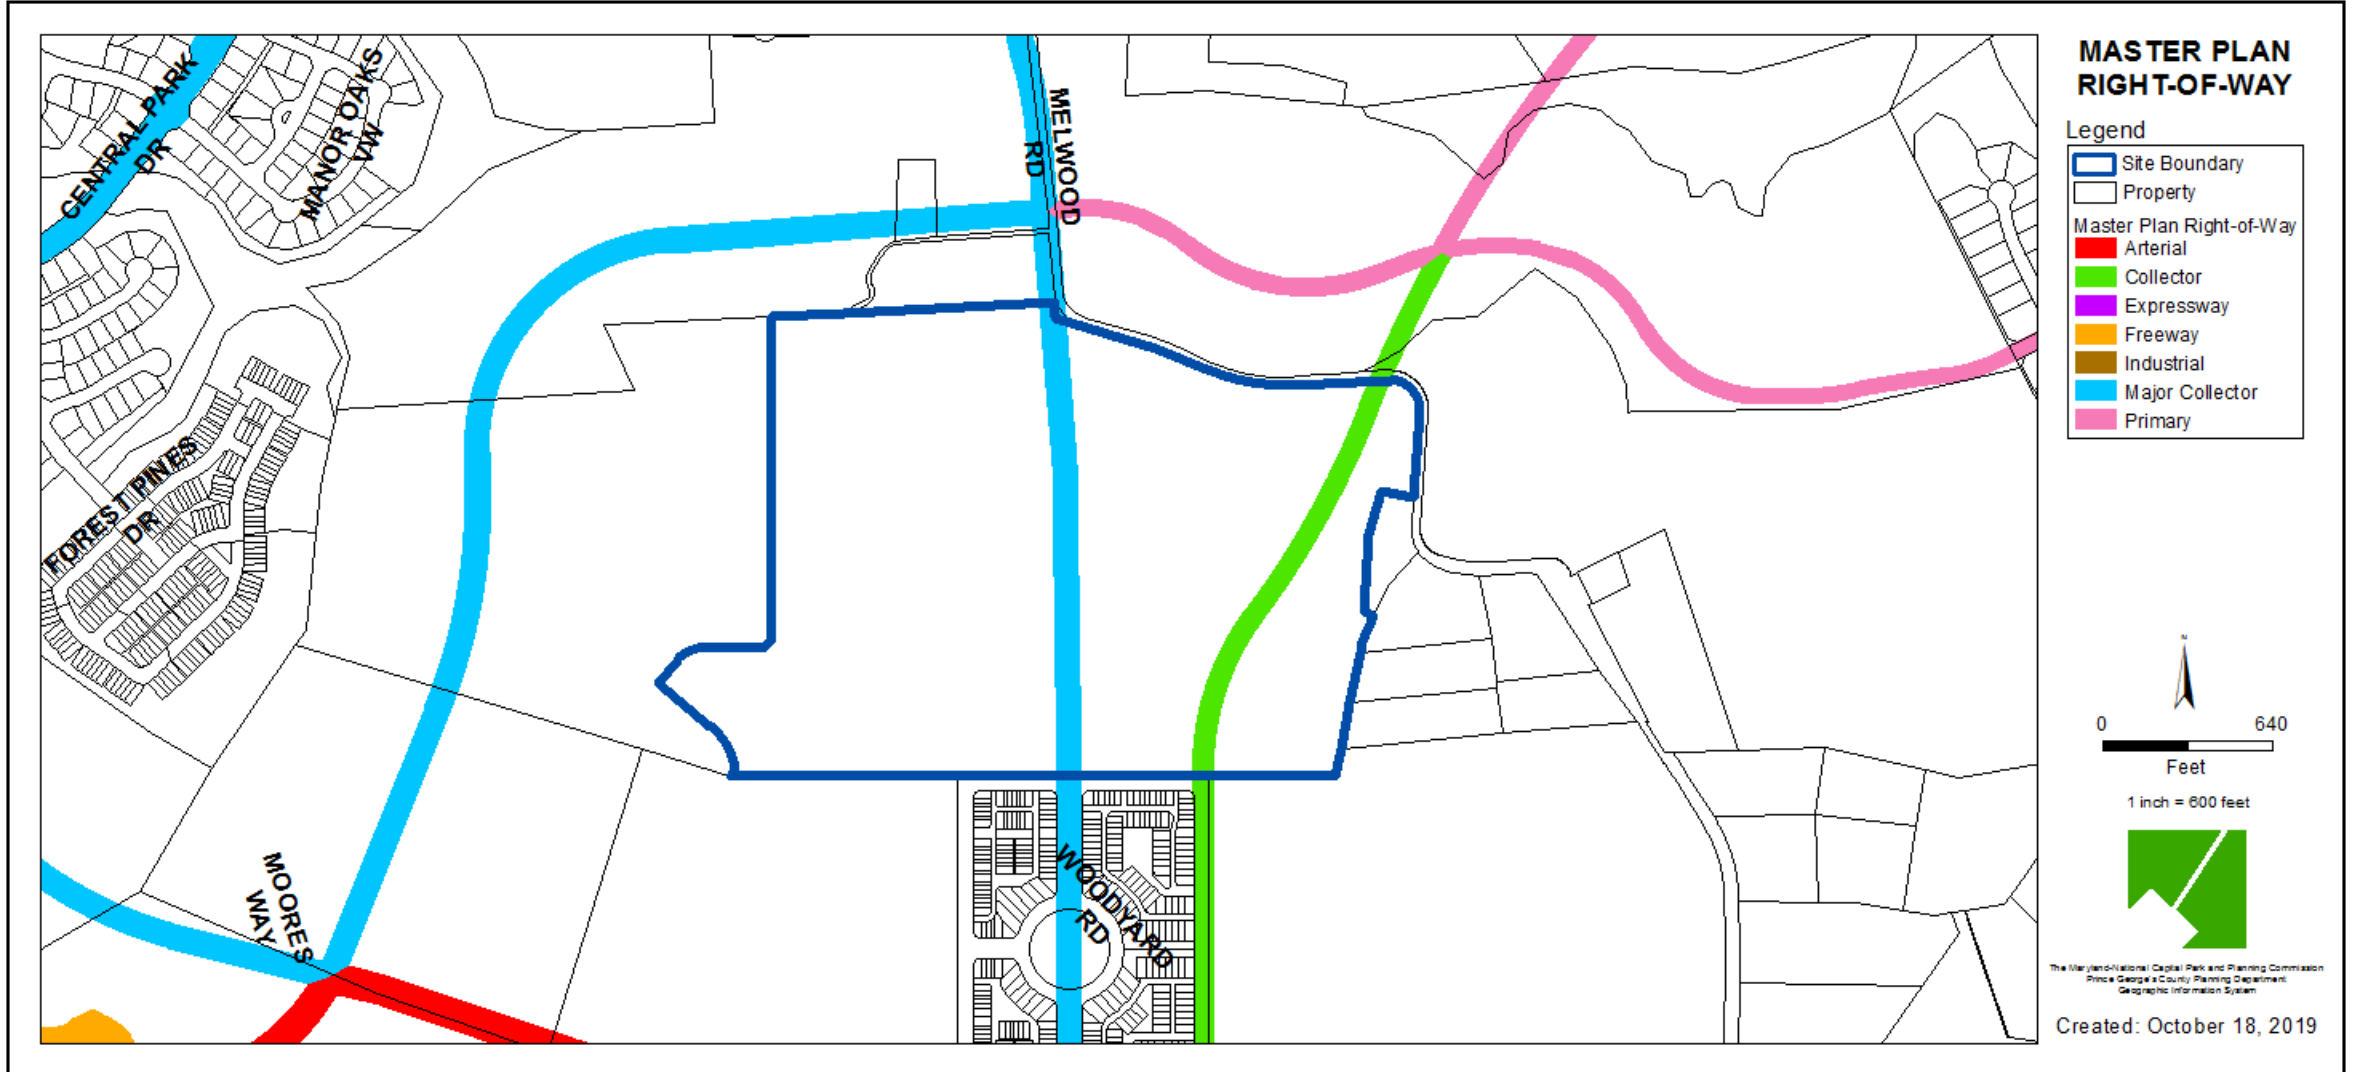 CENTRAL PARK
DR
MANOR OAKS
VW
MELWOOD
RD
FOREST PINES
DR
MOORES
WAY
WOODYARD
RD
MASTER PLAN
RIGHT-OF-WAY
Legend
Site Boundary
Property
Master Plan Right-of-Way
Arterial
Collector
Expressway
Freeway
Industrial
Major Collector
Primary
N
0 640
Feet
1 inch = 600 feet
The Maryland-National Capital Park and Planning Commission
Prince George's County Planning Department
Geographic Information System
Created: October 18, 2019